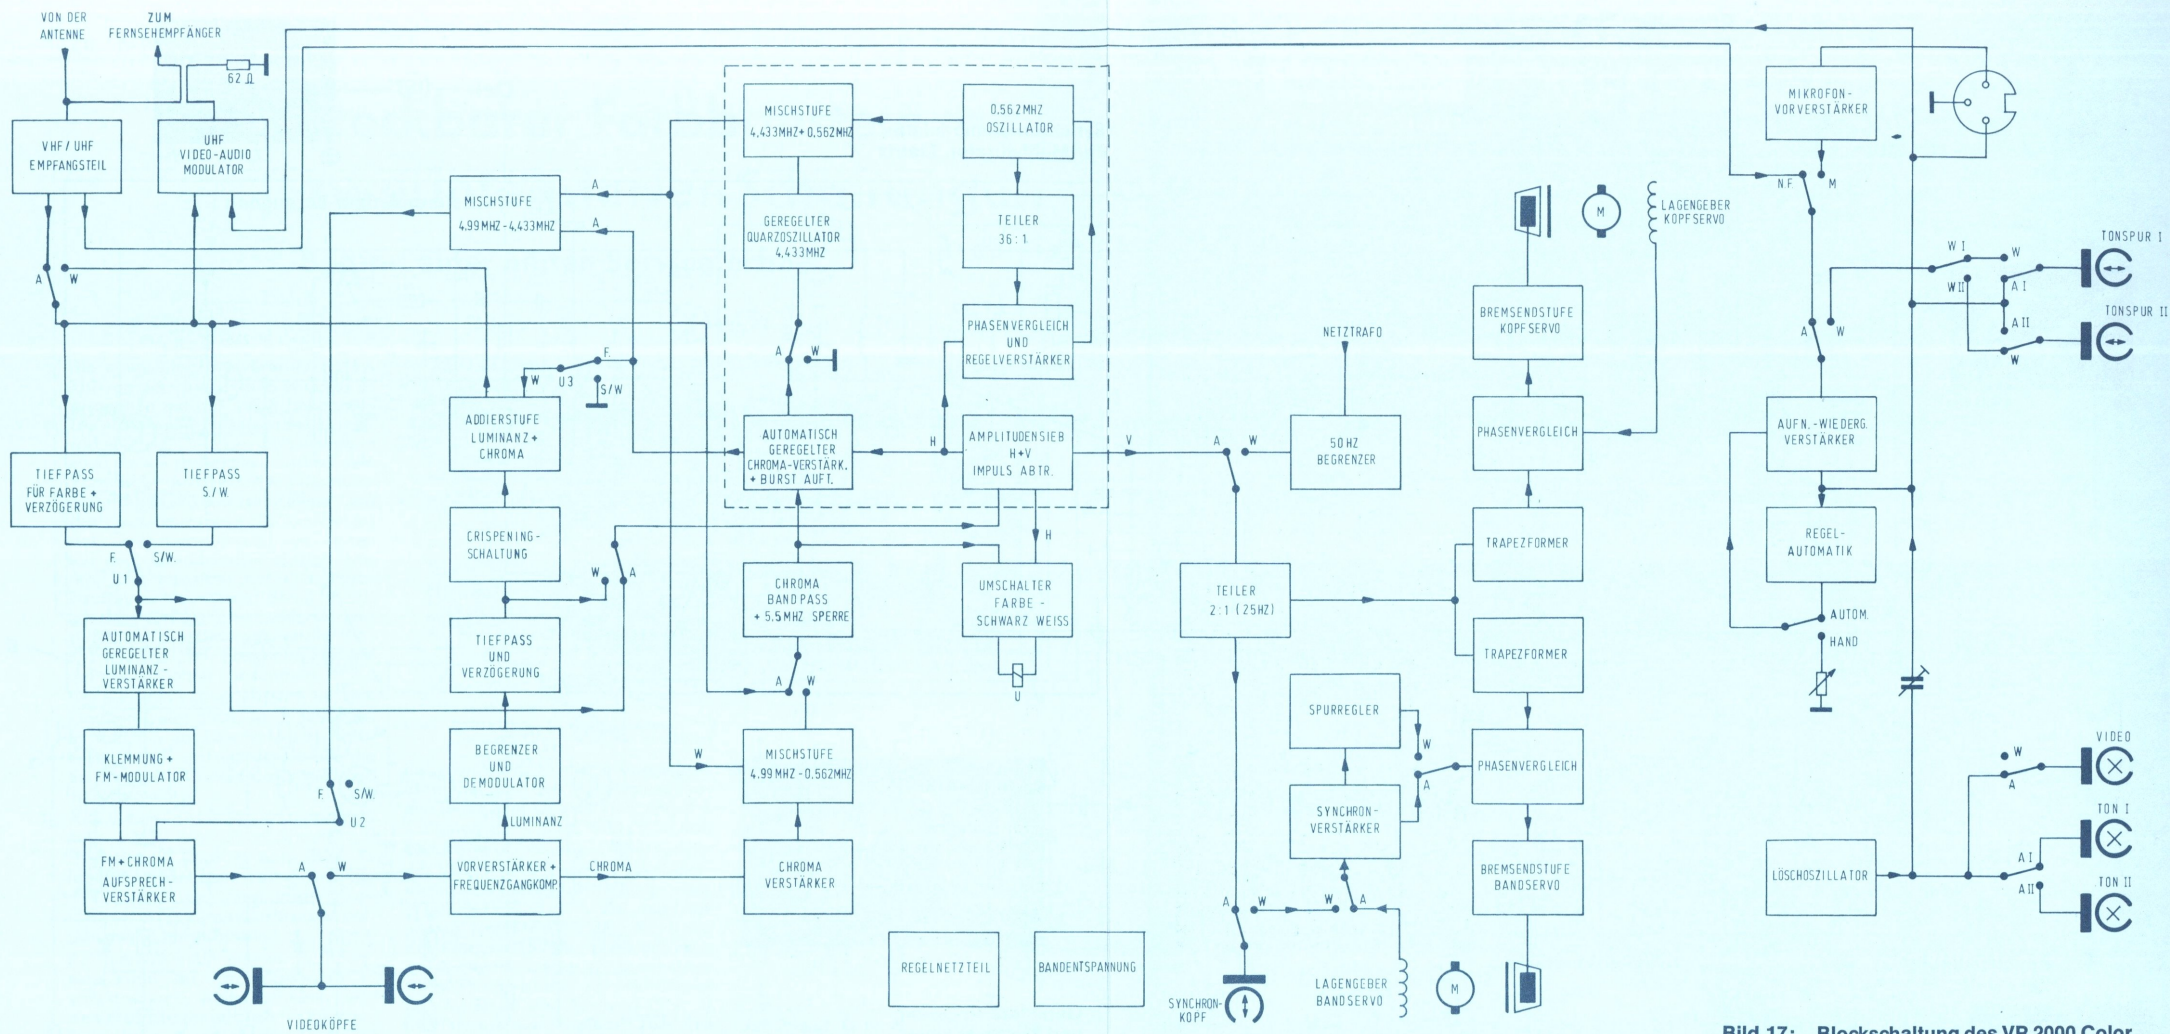 VON DER
ANTENNE
ZUM
FERNSEHEMPFÄNGER
62 Ω
VHF/UHF
EMPFANGSTEIL
UHF
VIDEO-AUDIO
MODULATOR
A
W
TIEFPASS
FÜR FARBE +
VERZÖGERUNG
TIEFPASS
S./W.
F.
S/W.
U1
AUTOMATISCH
GEREGELTER
LUMINANZ-
VERSTÄRKER
KLEMMUNG +
FM-MODULATOR
FM+CHROMA
AUFSPRECH-
VERSTÄRKER
A
W
VIDEOKÖPFE
F.
S/W.
U2
MISCHSTUFE
4.99MHZ-4,433MHZ
A
A
F.
W
U3
S/W
ADDIERSTUFE
LUMINANZ+
CHROMA
CRISPENING-
SCHALTUNG
W
A
TIEFPASS
UND
VERZÖGERUNG
BEGRENZER
UND
DEMODULATOR
LUMINANZ
VORVERSTÄRKER +
FREQUENZGANGKOMP.
CHROMA
MISCHSTUFE
4,433MHZ+0,562MHZ
GEREGELTER
QUARZOSZILLATOR
4,433MHZ
A
W
AUTOMATISCH
GEREGELTER
CHROMA-VERSTÄRK.
+ BURST AUFT.
CHROMA
BANDPASS
+ 5.5MHZ SPERRE
A
W
W
MISCHSTUFE
4.99MHZ-0.562MHZ
CHROMA
VERSTÄRKER
0,562MHZ
OSZILLATOR
TEILER
36:1
PHASENVERGLEICH
UND
REGELVERSTÄRKER
H
AMPLITUDENSIEB
H+V
IMPULS ABTR.
V
H
UMSCHALTER
FARBE -
SCHWARZ WEISS
U
REGELNETZTEIL
BANDENTSPANNUNG
NETZTRAFO
A
W
50HZ
BEGRENZER
TEILER
2:1 (25HZ)
SPURREGLER
SYNCHRON-
VERSTÄRKER
W
A
A
W
W
A
SYNCHRON-
KOPF
LAGENGEBER
BANDSERVO
M
M
LAGENGEBER
KOPFSERVO
BREMSENDSTUFE
KOPFSERVO
PHASENVERGLEICH
TRAPEZFORMER
TRAPEZFORMER
PHASENVERGLEICH
BREMSENDSTUFE
BANDSERVO
MIKROFON-
VORVERSTÄRKER
N.F.
M
A
W
W I
W II
W
A I
A II
W
TONSPUR I
TONSPUR II
AUFN.-WIEDERG.
VERSTÄRKER
REGEL-
AUTOMATIK
AUTOM.
HAND
LÖSCHOSZILLATOR
W
A
A I
A II
VIDEO
TON I
TON II
Bild 17: Blockschaltung des VR 2000 Color